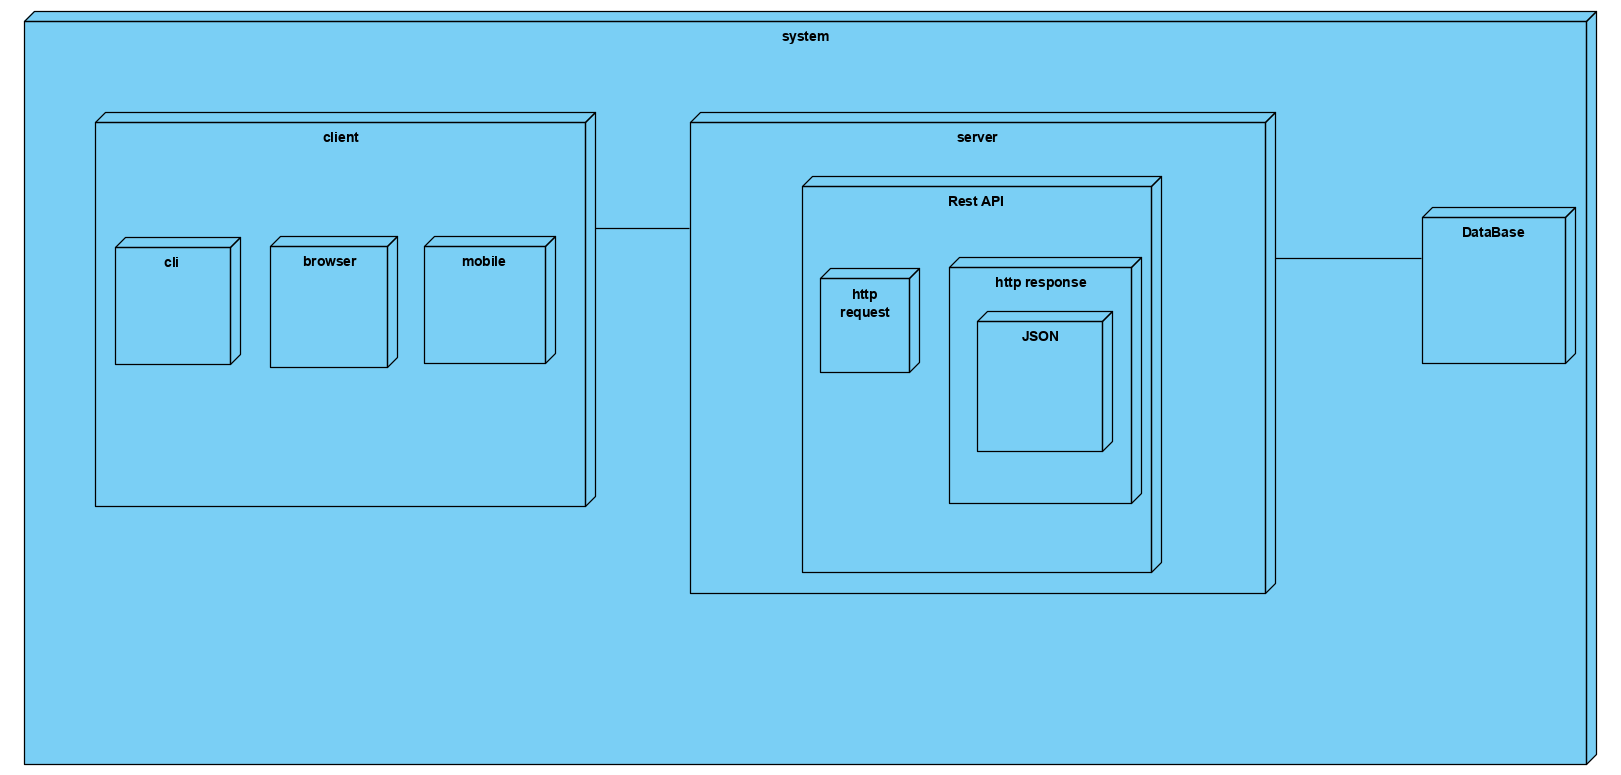 system
client
server
Rest API
DataBase
cli
browser
mobile
http
request
http response
JSON